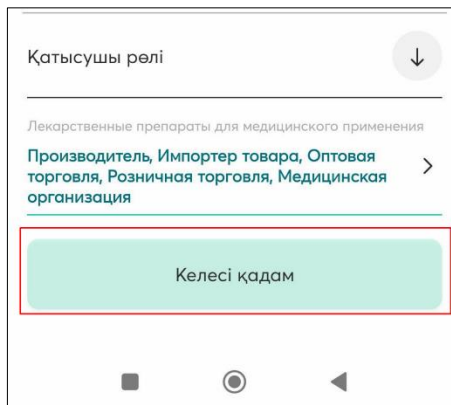 Қатысушы рөлі
Лекарственные препараты для медицинского применения
Производитель, Импортер товара, Оптовая
торговля, Розничная торговля, Медицинская
организация
Келесі қадам